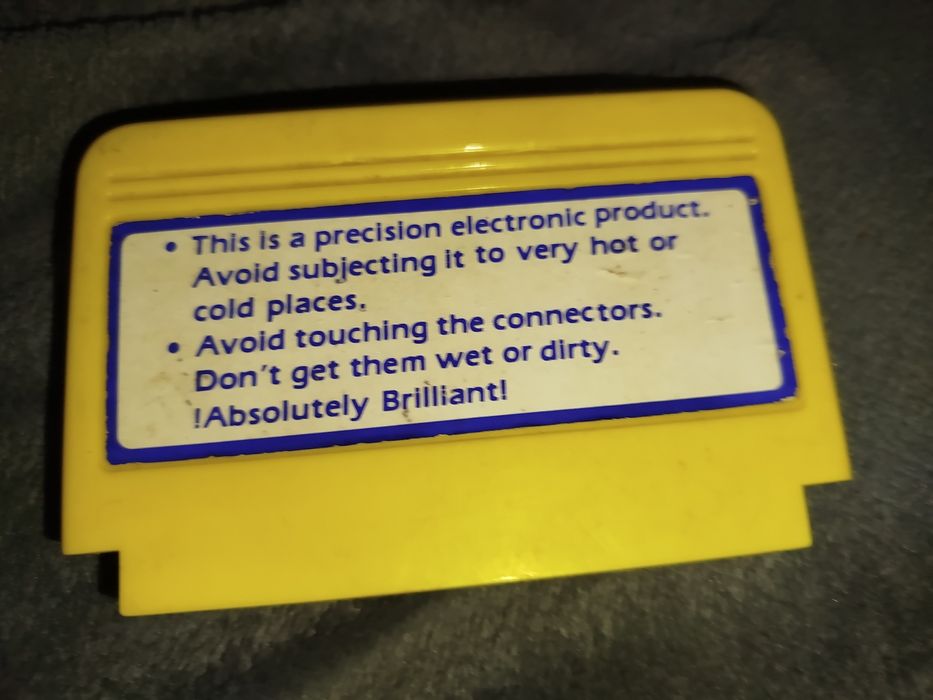 • This is a precision electronic product.
Avoid subjecting it to very hot or
cold places.
• Avoid touching the connectors.
Don't get them wet or dirty.
!Absolutely Brilliant!